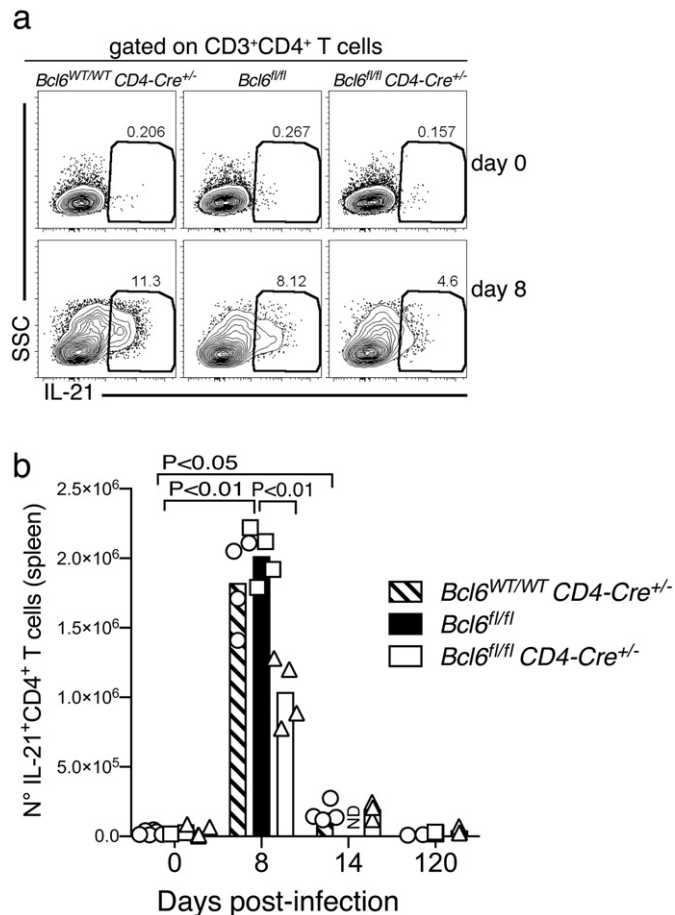 a
gated on CD3⁺CD4⁺ T cells
Bcl6^WT/WT CD4-Cre^+/- Bcl6^fl/fl Bcl6^fl/fl CD4-Cre^+/-
0.206 0.267 0.157
day 0
11.3 8.12 4.6
day 8
SSC
IL-21
b
P<0.05
P<0.01 P<0.01
N° IL-21⁺CD4⁺ T cells (spleen)
2.5×10⁶
2.0×10⁶
1.5×10⁶
1.0×10⁶
5.0×10⁵
0.0
ND
0 8 14 120
Days post-infection
Bcl6^WT/WT CD4-Cre^+/-
Bcl6^fl/fl
Bcl6^fl/fl CD4-Cre^+/-